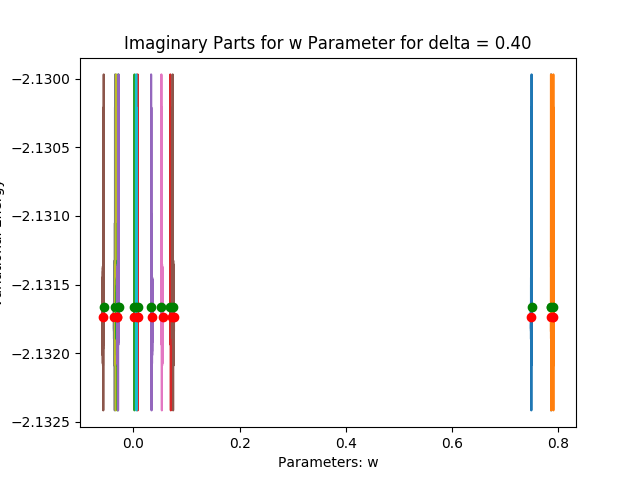 Imaginary Parts for w Parameter for delta = 0.40
−2.1300
−2.1305
−2.1310
−2.1315
−2.1320
−2.1325
0.0 0.2 0.4 0.6 0.8
Parameters: w